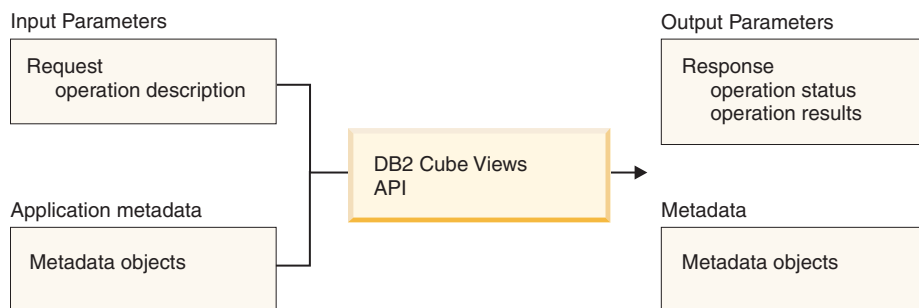 Input Parameters
Request
operation description
Application metadata
Metadata objects
DB2 Cube Views
API
Output Parameters
Response
operation status
operation results
Metadata
Metadata objects